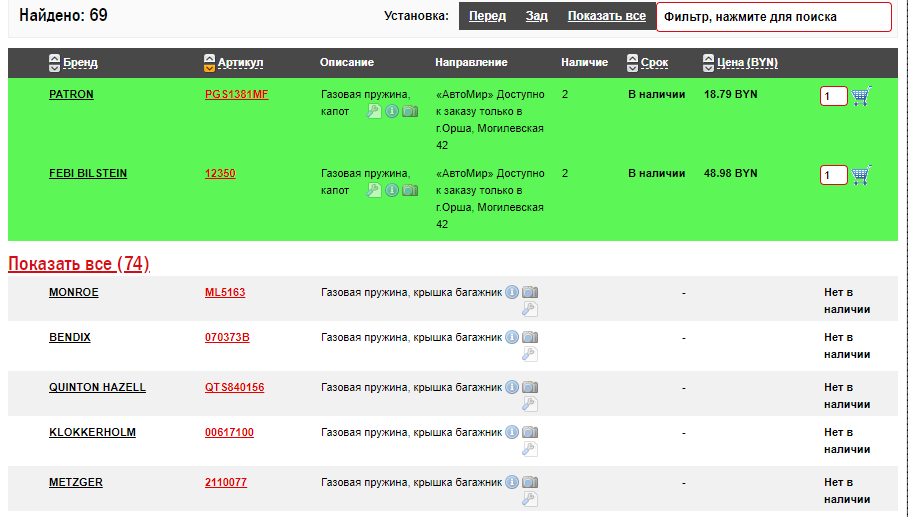 Найдено: 69
Установка: Перед Зад Показать все Фильтр, нажмите для поиска
Бренд Артикул Описание Направление Наличие Срок Цена (BYN)
PATRON PGS1381MF Газовая пружина, «АвтоМир» Доступно 2 В наличии 18.79 BYN 1
капот к заказу только в
г.Орша, Могилевская
42
FEBI BILSTEIN 12350 Газовая пружина, «АвтоМир» Доступно 2 В наличии 48.98 BYN 1
капот к заказу только в
г.Орша, Могилевская
42
Показать все (74)
MONROE ML5163 Газовая пружина, крышка багажник - Нет в
наличии
BENDIX 070373B Газовая пружина, крышка багажник - Нет в
наличии
QUINTON HAZELL QTS840156 Газовая пружина, крышка багажник - Нет в
наличии
KLOKKERHOLM 00617100 Газовая пружина, крышка багажник - Нет в
наличии
METZGER 2110077 Газовая пружина, крышка багажник - Нет в
наличии